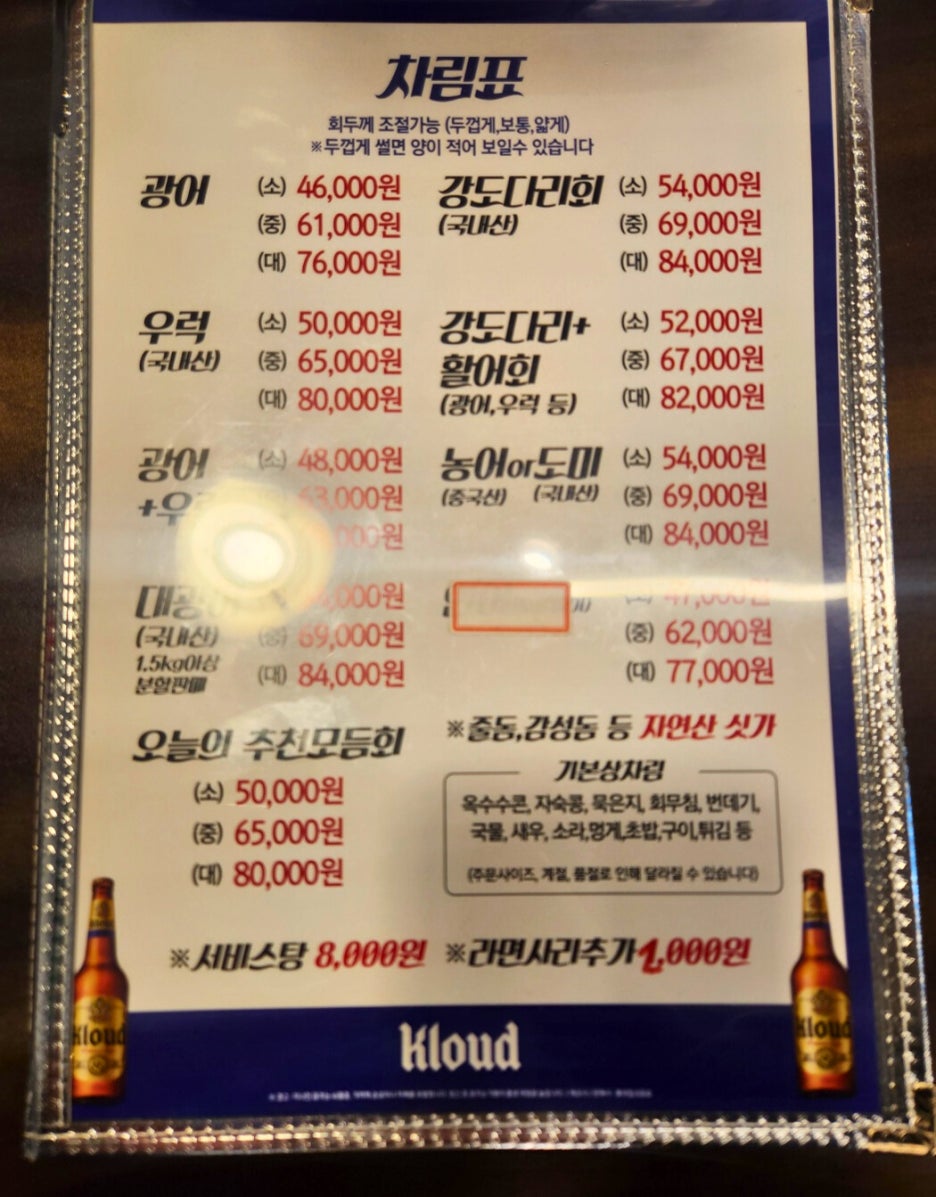 차림표
회두께 조절가능 (두껍게,보통,얇게)
※두껍게 썰면 양이 적어 보일수 있습니다
광어 (소) 46,000원
(중) 61,000원
(대) 76,000원
우럭 (소) 50,000원
(국내산) (중) 65,000원
(대) 80,000원
광어 (소) 48,000원
63,000원
(국내산) (중) 69,000원
1.5kg이상
분할판매 (대) 84,000원
오늘의 추천모듬회
(소) 50,000원
(중) 65,000원
(대) 80,000원
강도다리회 (소) 54,000원
(국내산) (중) 69,000원
(대) 84,000원
강도다리+ (소) 52,000원
활어회 (중) 67,000원
(광어,우럭 등) (대) 82,000원
농어or도미 (소) 54,000원
(중국산) (국내산) (중) 69,000원
(대) 84,000원
(소) 47,000원
(중) 62,000원
(대) 77,000원
※줄돔,감성돔 등 자연산 싯가
기본상차림
옥수수콘, 자숙콩, 묵은지, 회무침, 번데기,
국물, 새우, 소라,멍게,초밥,구이,튀김 등
(주문사이즈, 계절, 품절로 인해 달라질 수 있습니다)
※서비스탕 8,000원 ※라면사리추가 1,000원
Kloud
Kloud
Kloud